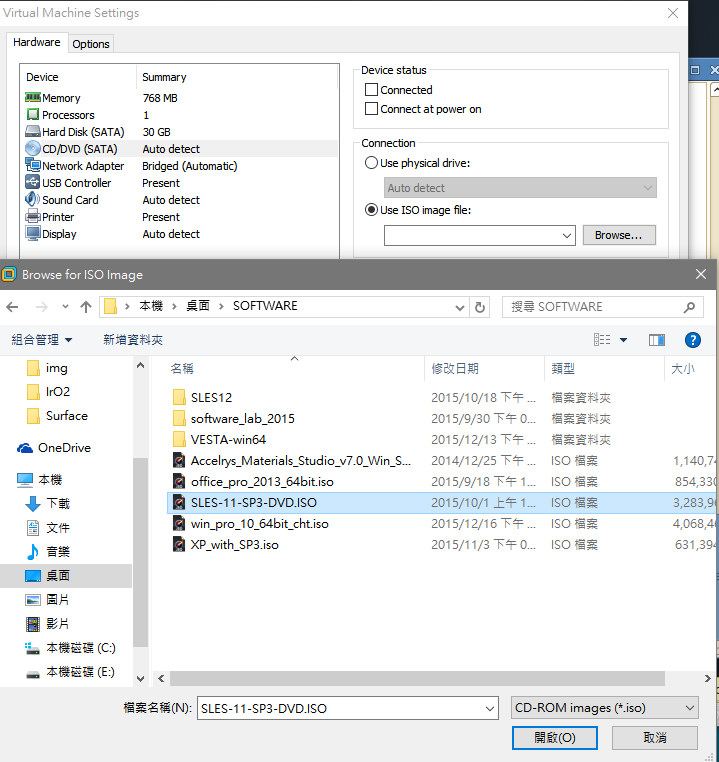 Virtual Machine Settings
Hardware Options
Device Summary
Memory 768 MB
Processors 1
Hard Disk (SATA) 30 GB
CD/DVD (SATA) Auto detect
Network Adapter Bridged (Automatic)
USB Controller Present
Sound Card Auto detect
Printer Present
Display Auto detect
Device status
Connected
Connect at power on
Connection
Use physical drive:
Auto detect
Use ISO image file:
Browse...
Browse for ISO Image
本機 › 桌面 › SOFTWARE
搜尋 SOFTWARE
組合管理 新增資料夾
img
IrO2
Surface
OneDrive
本機
下載
文件
音樂
桌面
圖片
影片
本機磁碟 (C:)
本機磁碟 (E:)
名稱 修改日期 類型 大小
SLES12 2015/10/18 下午 ... 檔案資料夾
software_lab_2015 2015/9/30 下午 0... 檔案資料夾
VESTA-win64 2015/12/13 下午 ... 檔案資料夾
Accelrys_Materials_Studio_v7.0_Win_S... 2014/12/25 下午 ... ISO 檔案 1,140,74
office_pro_2013_64bit.iso 2015/9/18 下午 1... ISO 檔案 854,330
SLES-11-SP3-DVD.ISO 2015/10/1 上午 1... ISO 檔案 3,283,96
win_pro_10_64bit_cht.iso 2015/12/16 下午 ... ISO 檔案 4,068,46
XP_with_SP3.iso 2015/11/3 下午 0... ISO 檔案 631,394
檔案名稱(N): SLES-11-SP3-DVD.ISO CD-ROM images (*.iso)
開啟(O) 取消